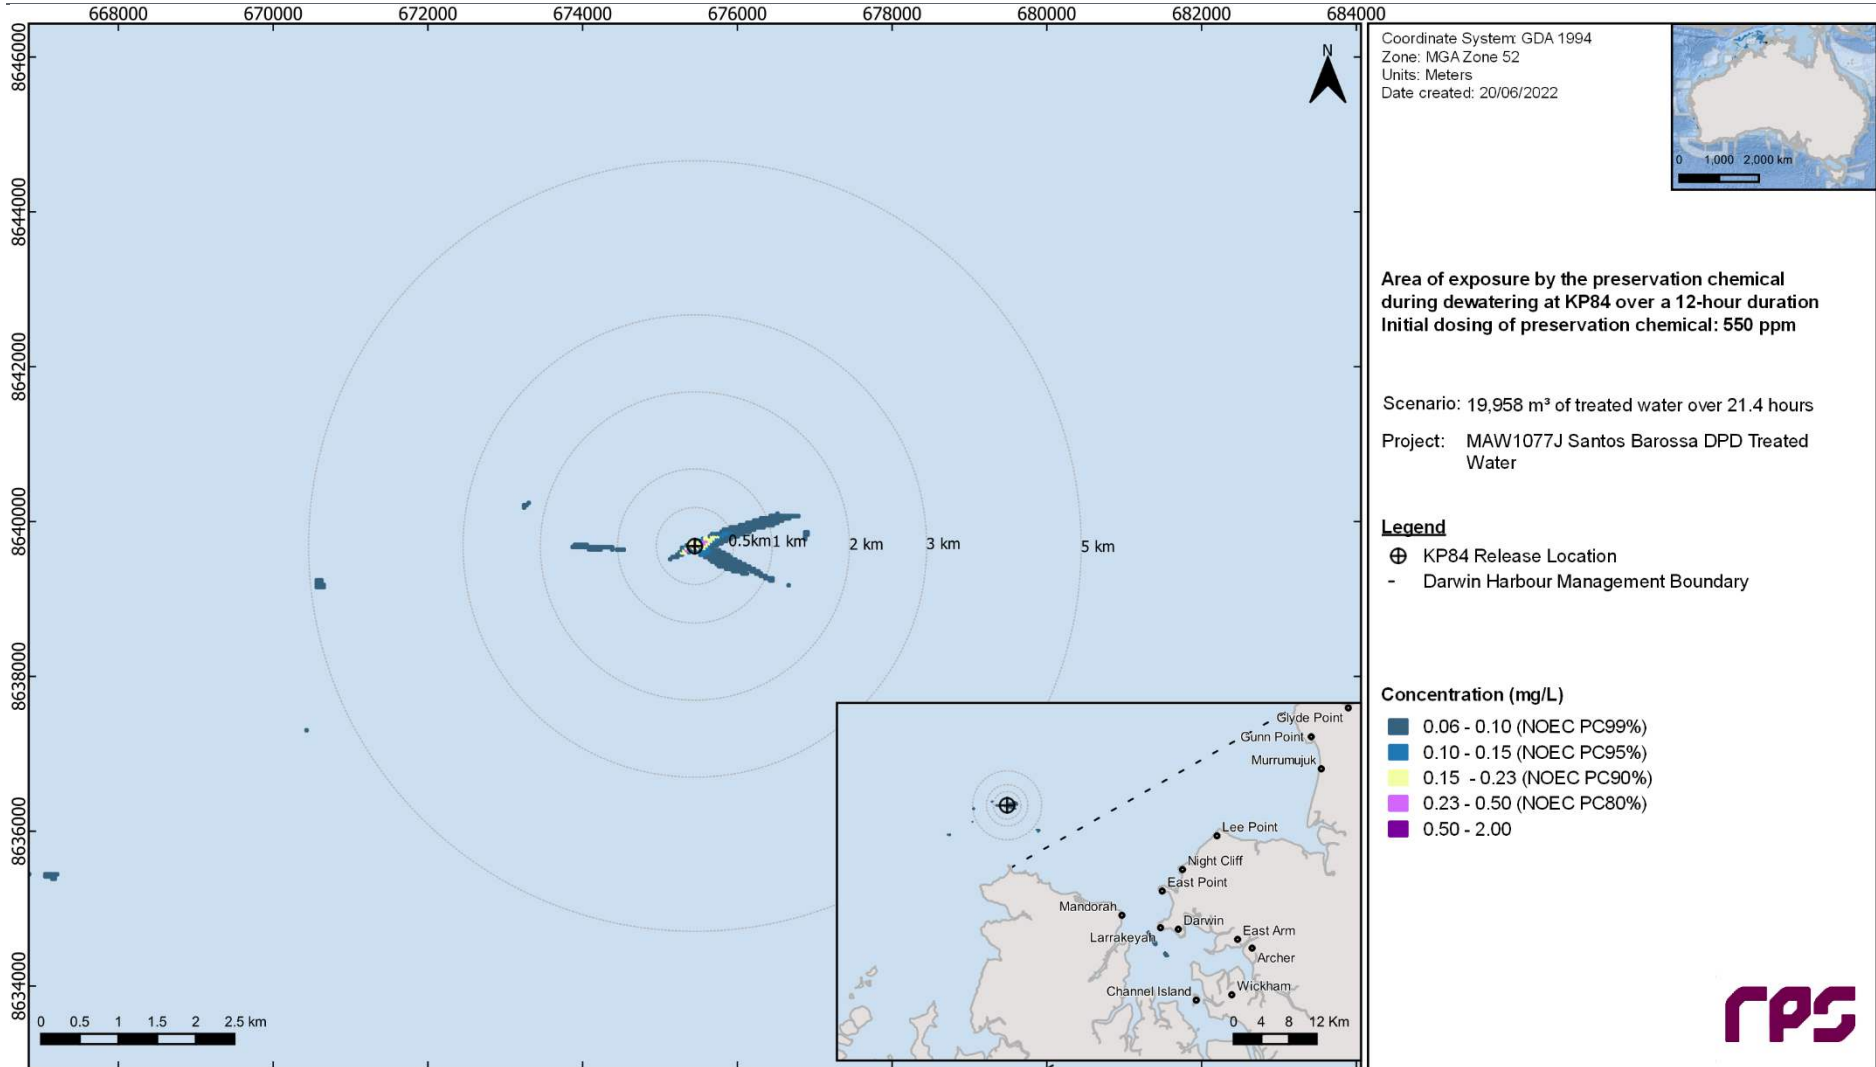 668000 670000 672000 674000 676000 678000 680000 682000 684000
8646000
8644000
8642000
8640000
8638000
8636000
8634000
N
0.5km 1 km 2 km 3 km 5 km
0 0.5 1 1.5 2 2.5 km
Glyde Point
Gunn Point
Murrumujuk
Lee Point
Night Cliff
East Point
Mandorah
Darwin
Larrakeyah
East Arm
Archer
Channel Island
Wickham
0 4 8 12 Km
Coordinate System: GDA 1994
Zone: MGA Zone 52
Units: Meters
Date created: 20/06/2022
0 1,000 2,000 km
Area of exposure by the preservation chemical
during dewatering at KP84 over a 12-hour duration
Initial dosing of preservation chemical: 550 ppm
Scenario: 19,958 m³ of treated water over 21.4 hours
Project: MAW1077J Santos Barossa DPD Treated
Water
Legend
KP84 Release Location
Darwin Harbour Management Boundary
Concentration (mg/L)
0.06 - 0.10 (NOEC PC99%)
0.10 - 0.15 (NOEC PC95%)
0.15 - 0.23 (NOEC PC90%)
0.23 - 0.50 (NOEC PC80%)
0.50 - 2.00
rps